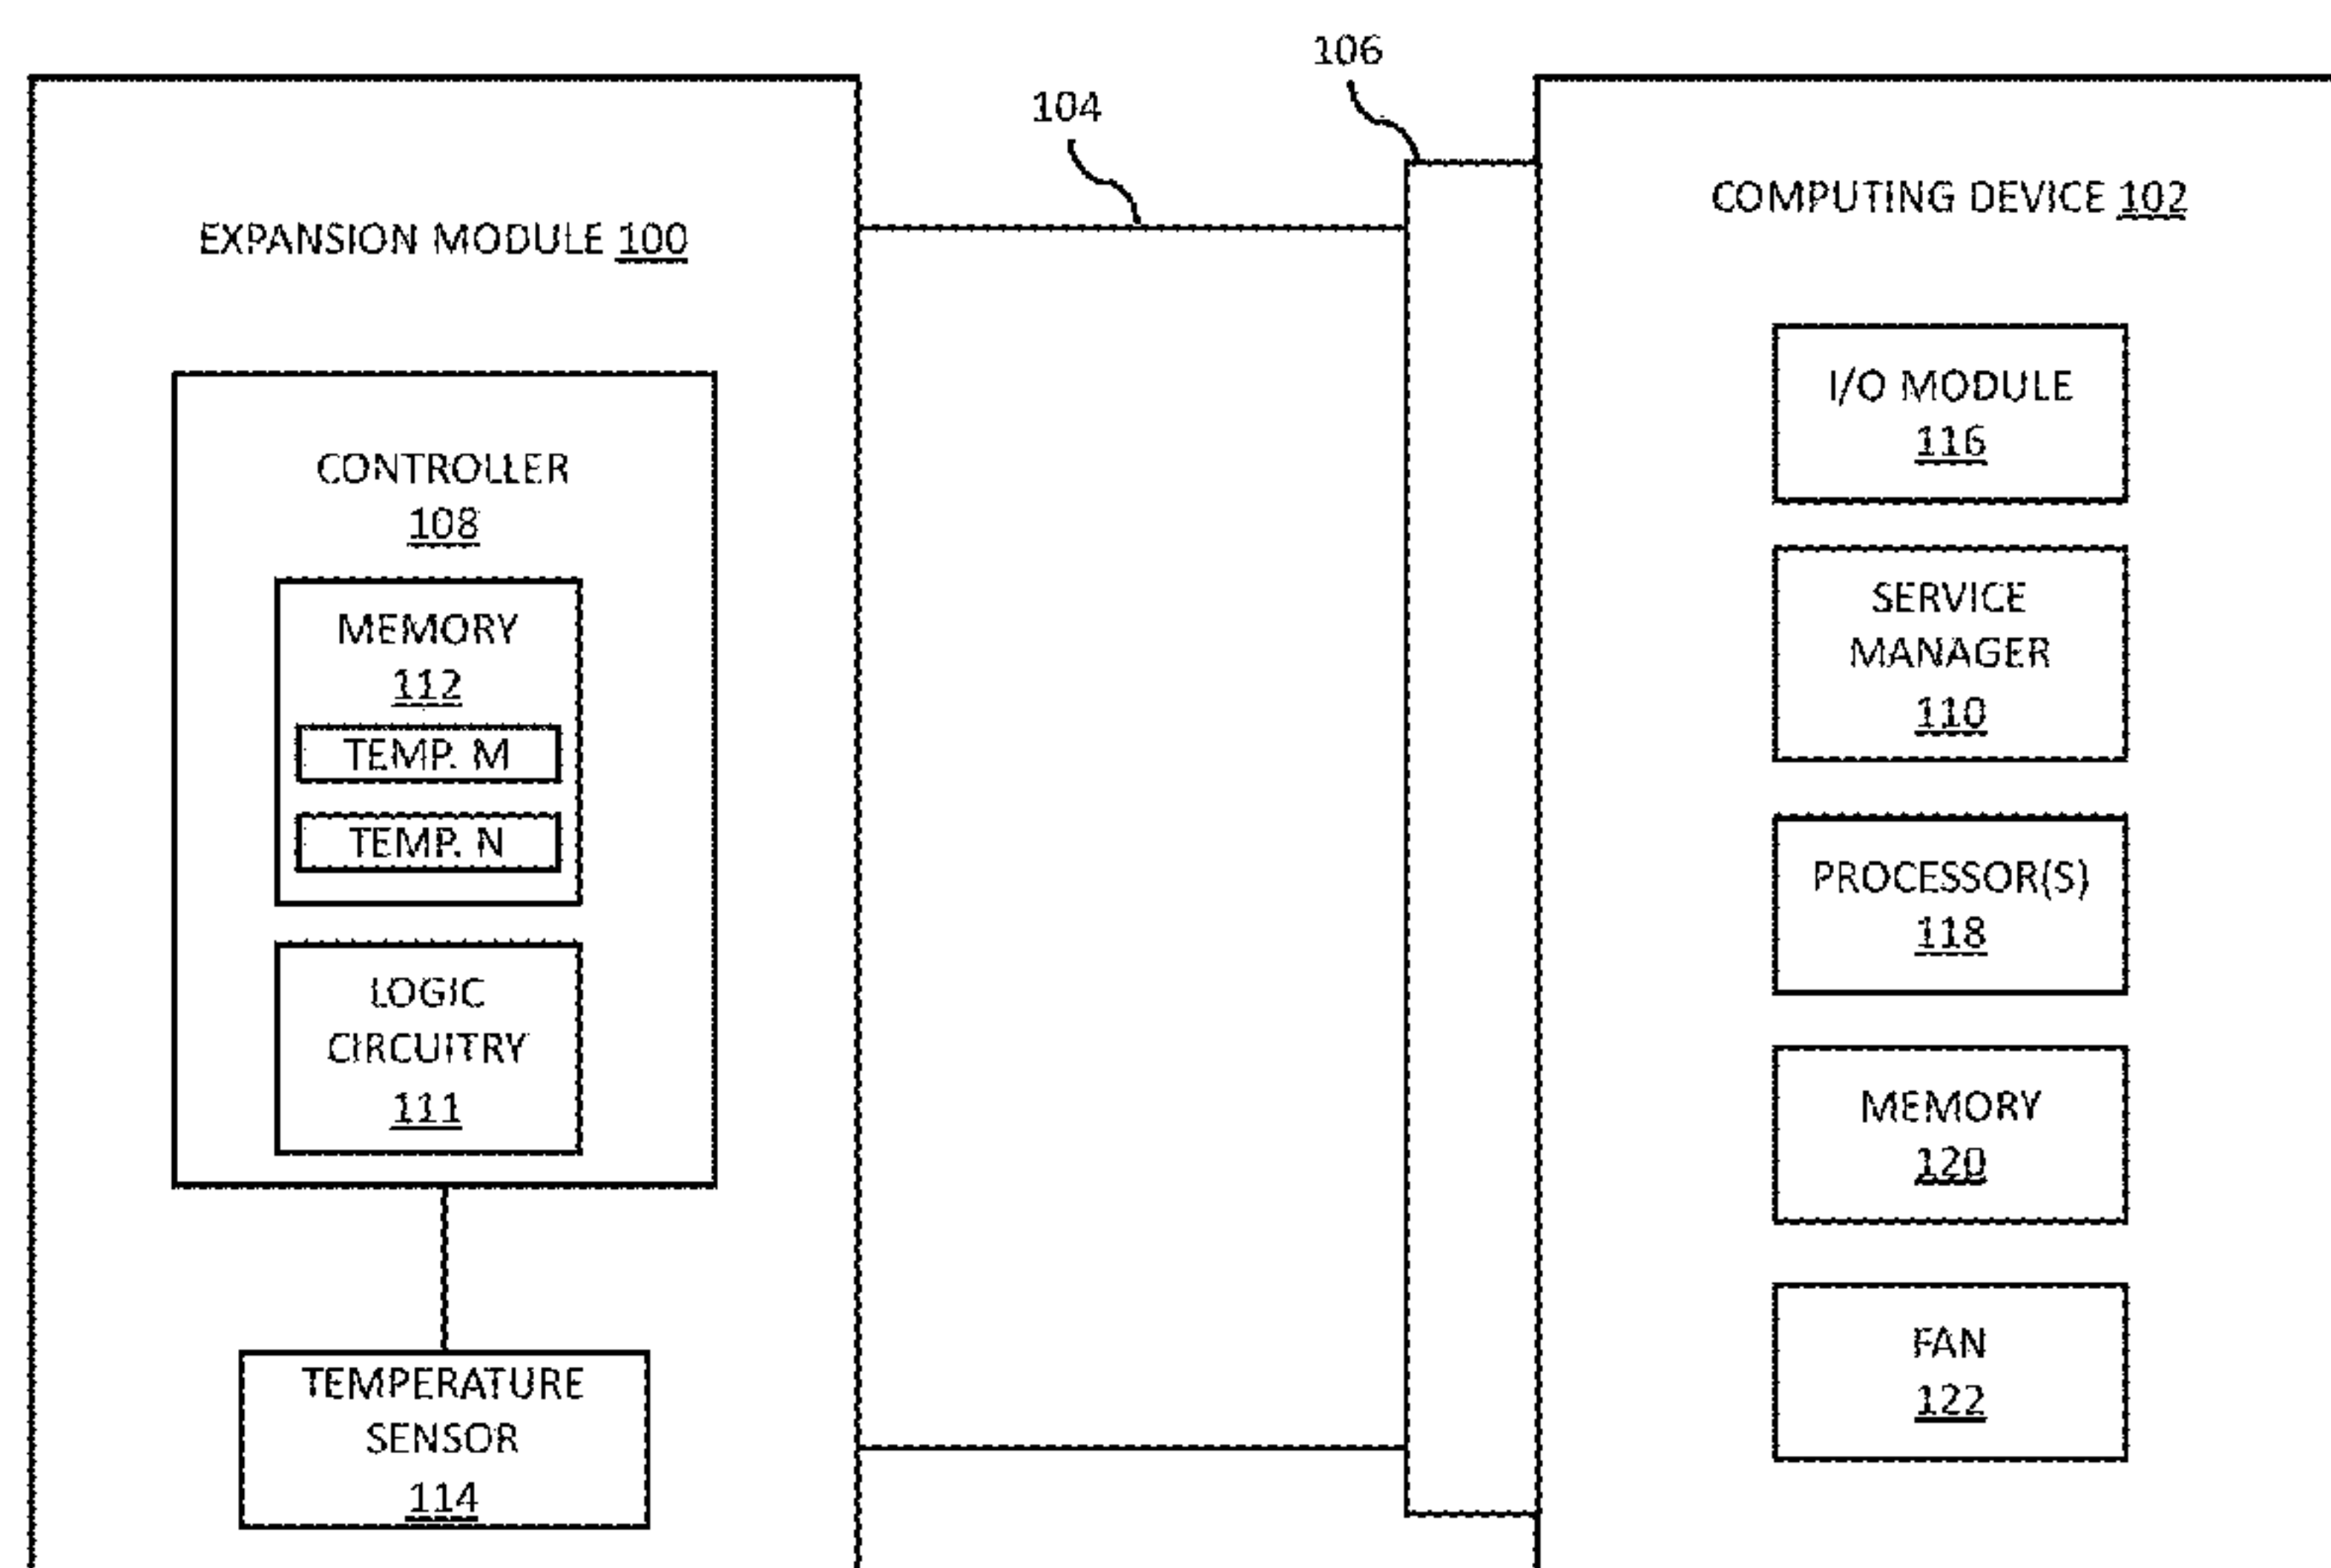 106
104
EXPANSION MODULE 100
CONTROLLER
108
MEMORY
112
TEMP. M
TEMP. N
LOGIC
CIRCUITRY
111
TEMPERATURE
SENSOR
114
COMPUTING DEVICE 102
I/O MODULE
116
SERVICE
MANAGER
110
PROCESSOR(S)
118
MEMORY
120
FAN
122